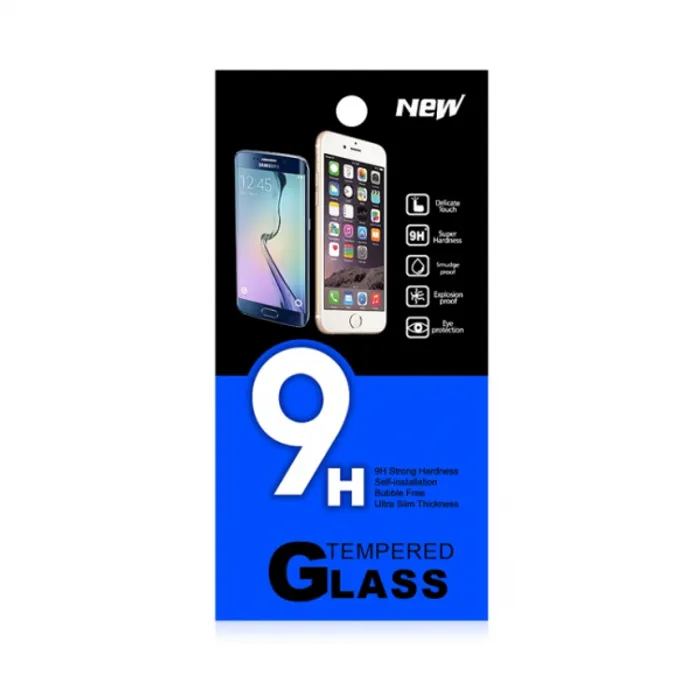 New
SAMSUNG
12:45
Delicate
Touch
9H
Super
Hardness
Smudge
proof
Explosion
proof
Eye
protection
9H
9H Strong Hardness
Self-installation
Bubble Free
Ultra Slim Thickness
TEMPERED
GLASS